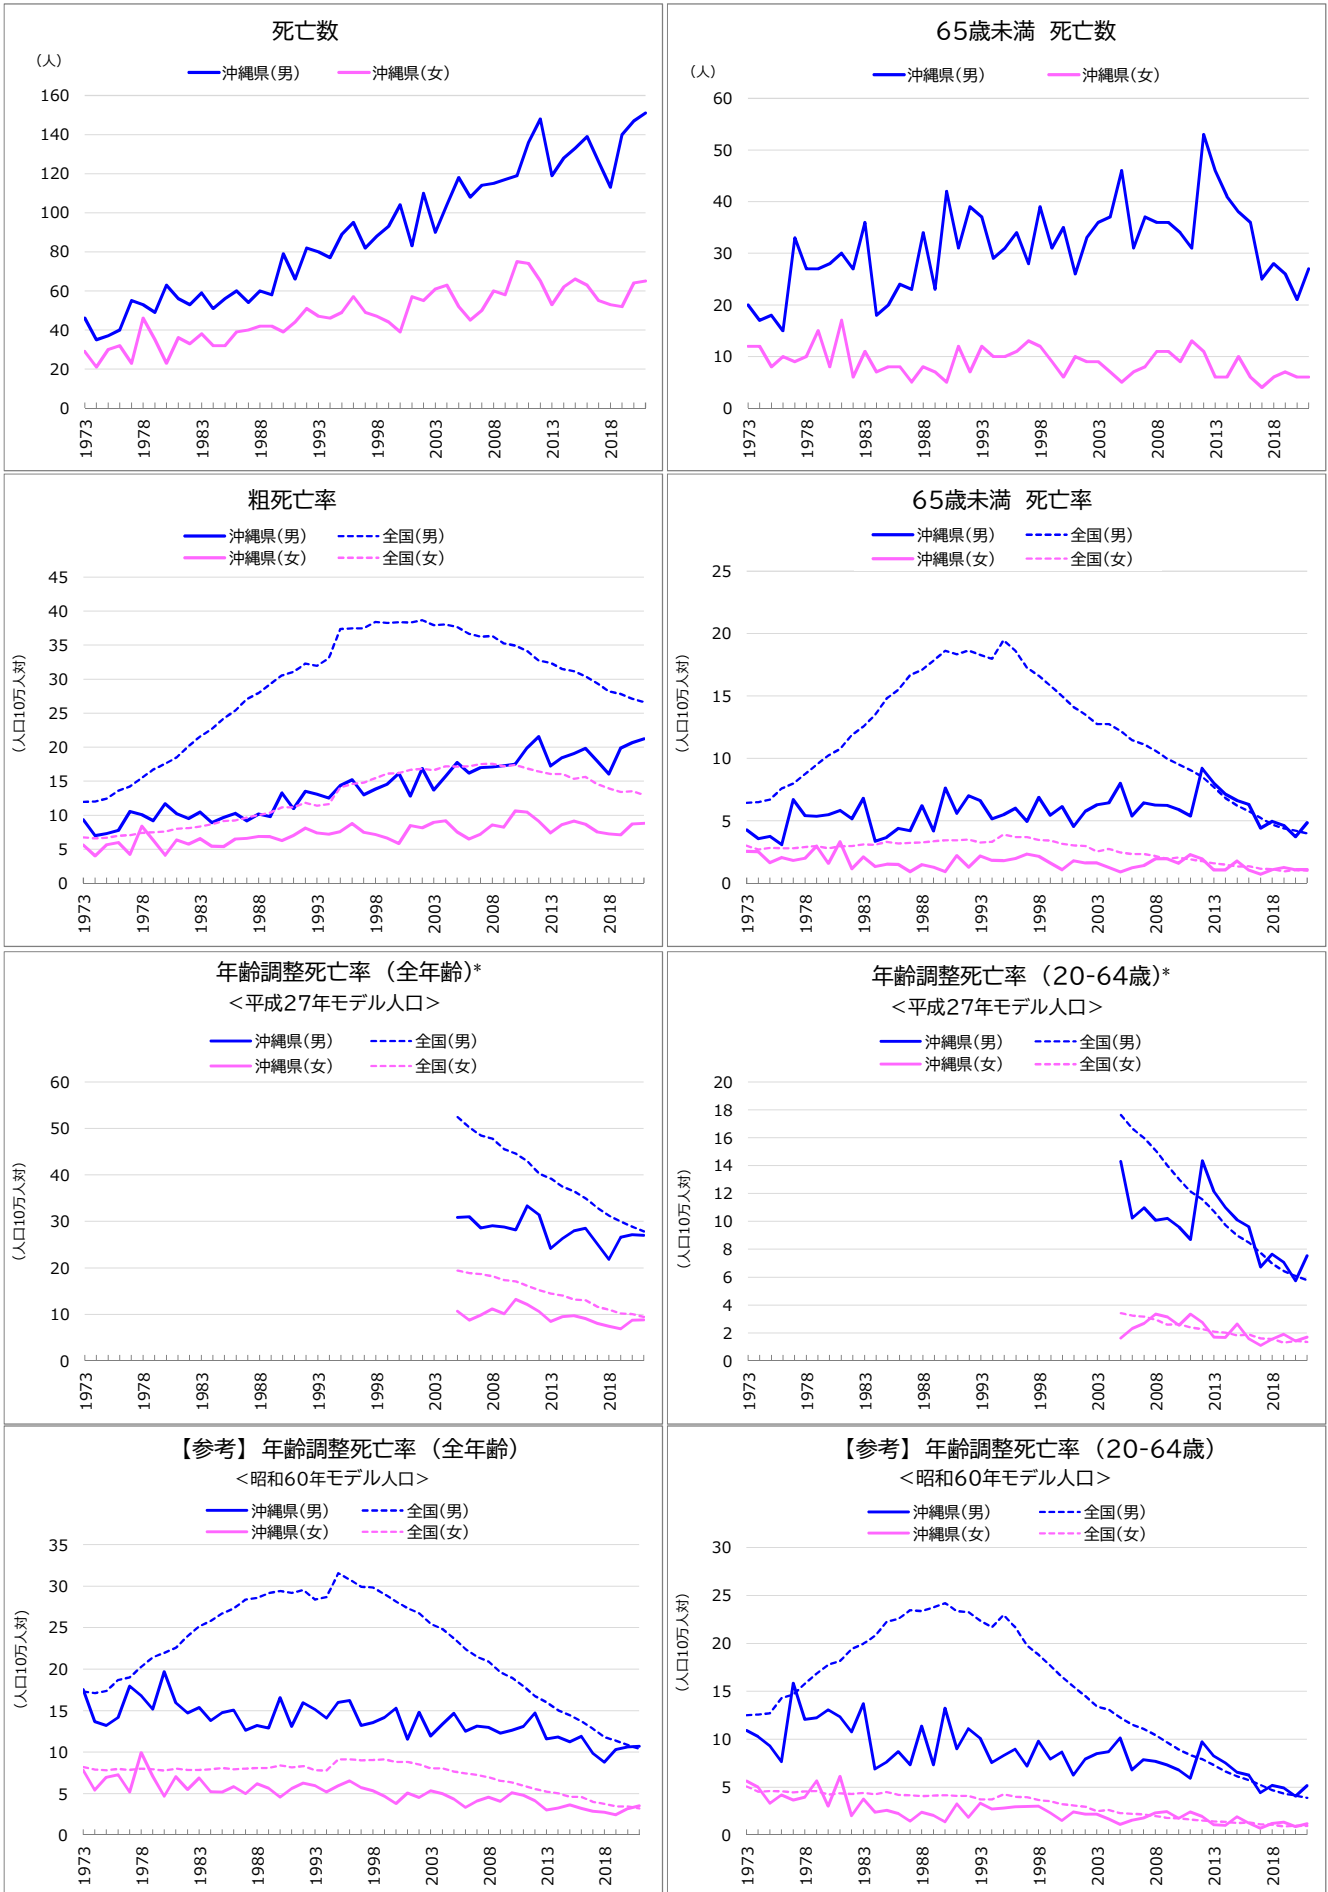 死亡数
（人）
沖縄県(男)　沖縄県(女)
160
140
120
100
80
60
40
20
0
1973 1978 1983 1988 1993 1998 2003 2008 2013 2018
65歳未満 死亡数
（人）
沖縄県(男)　沖縄県(女)
60
50
40
30
20
10
0
1973 1978 1983 1988 1993 1998 2003 2008 2013 2018
粗死亡率
沖縄県(男)　全国(男)
沖縄県(女)　全国(女)
（人口10万人対）
45
40
35
30
25
20
15
10
5
0
1973 1978 1983 1988 1993 1998 2003 2008 2013 2018
65歳未満 死亡率
沖縄県(男)　全国(男)
沖縄県(女)　全国(女)
（人口10万人対）
25
20
15
10
5
0
1973 1978 1983 1988 1993 1998 2003 2008 2013 2018
年齢調整死亡率（全年齢）*
＜平成27年モデル人口＞
沖縄県(男)　全国(男)
沖縄県(女)　全国(女)
（人口10万人対）
60
50
40
30
20
10
0
1973 1978 1983 1988 1993 1998 2003 2008 2013 2018
年齢調整死亡率（20-64歳）*
＜平成27年モデル人口＞
沖縄県(男)　全国(男)
沖縄県(女)　全国(女)
（人口10万人対）
20
18
16
14
12
10
8
6
4
2
0
1973 1978 1983 1988 1993 1998 2003 2008 2013 2018
【参考】年齢調整死亡率（全年齢）
＜昭和60年モデル人口＞
沖縄県(男)　全国(男)
沖縄県(女)　全国(女)
（人口10万人対）
35
30
25
20
15
10
5
0
1973 1978 1983 1988 1993 1998 2003 2008 2013 2018
【参考】年齢調整死亡率（20-64歳）
＜昭和60年モデル人口＞
沖縄県(男)　全国(男)
沖縄県(女)　全国(女)
（人口10万人対）
30
25
20
15
10
5
0
1973 1978 1983 1988 1993 1998 2003 2008 2013 2018